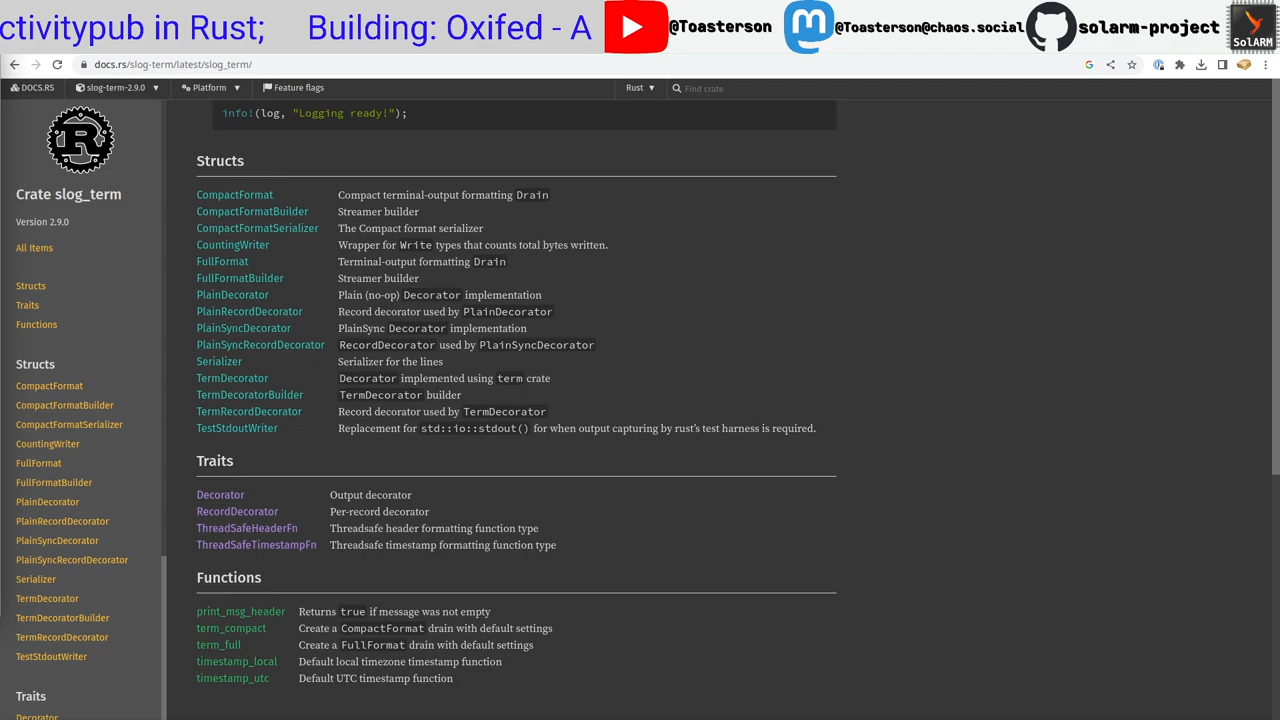 ctivitypub in Rust;    Building: Oxifed - A
@Toasterson
@Toasterson@chaos.social
solarm-project
SolARM
docs.rs/slog-term/latest/slog_term/
DOCS.RS
slog-term-2.9.0
Platform
Feature flags
Rust
Find crate
info!(log, "Logging ready!");
Crate slog_term
Version 2.9.0
All Items
Structs
Traits
Functions
Structs
CompactFormat
CompactFormatBuilder
CompactFormatSerializer
CountingWriter
FullFormat
FullFormatBuilder
PlainDecorator
PlainRecordDecorator
PlainSyncDecorator
PlainSyncRecordDecorator
Serializer
TermDecorator
TermDecoratorBuilder
TermRecordDecorator
TestStdoutWriter
Traits
Decorator
Structs
CompactFormat Compact terminal-output formatting Drain
CompactFormatBuilder Streamer builder
CompactFormatSerializer The Compact format serializer
CountingWriter Wrapper for Write types that counts total bytes written.
FullFormat Terminal-output formatting Drain
FullFormatBuilder Streamer builder
PlainDecorator Plain (no-op) Decorator implementation
PlainRecordDecorator Record decorator used by PlainDecorator
PlainSyncDecorator PlainSync Decorator implementation
PlainSyncRecordDecorator RecordDecorator used by PlainSyncDecorator
Serializer Serializer for the lines
TermDecorator Decorator implemented using term crate
TermDecoratorBuilder TermDecorator builder
TermRecordDecorator Record decorator used by TermDecorator
TestStdoutWriter Replacement for std::io::stdout() for when output capturing by rust’s test harness is required.
Traits
Decorator Output decorator
RecordDecorator Per-record decorator
ThreadSafeHeaderFn Threadsafe header formatting function type
ThreadSafeTimestampFn Threadsafe timestamp formatting function type
Functions
print_msg_header Returns true if message was not empty
term_compact Create a CompactFormat drain with default settings
term_full Create a FullFormat drain with default settings
timestamp_local Default local timezone timestamp function
timestamp_utc Default UTC timestamp function